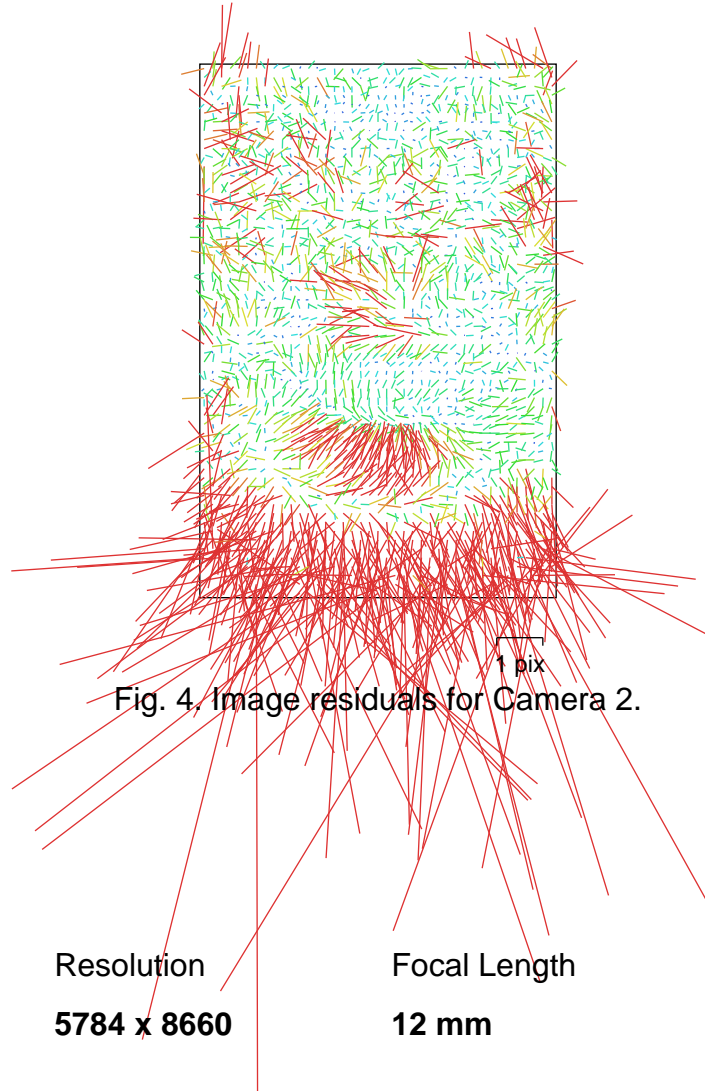 1 pix
Fig. 4. Image residuals for Camera 2.
Resolution
Focal Length
5784 x 8660
12 mm